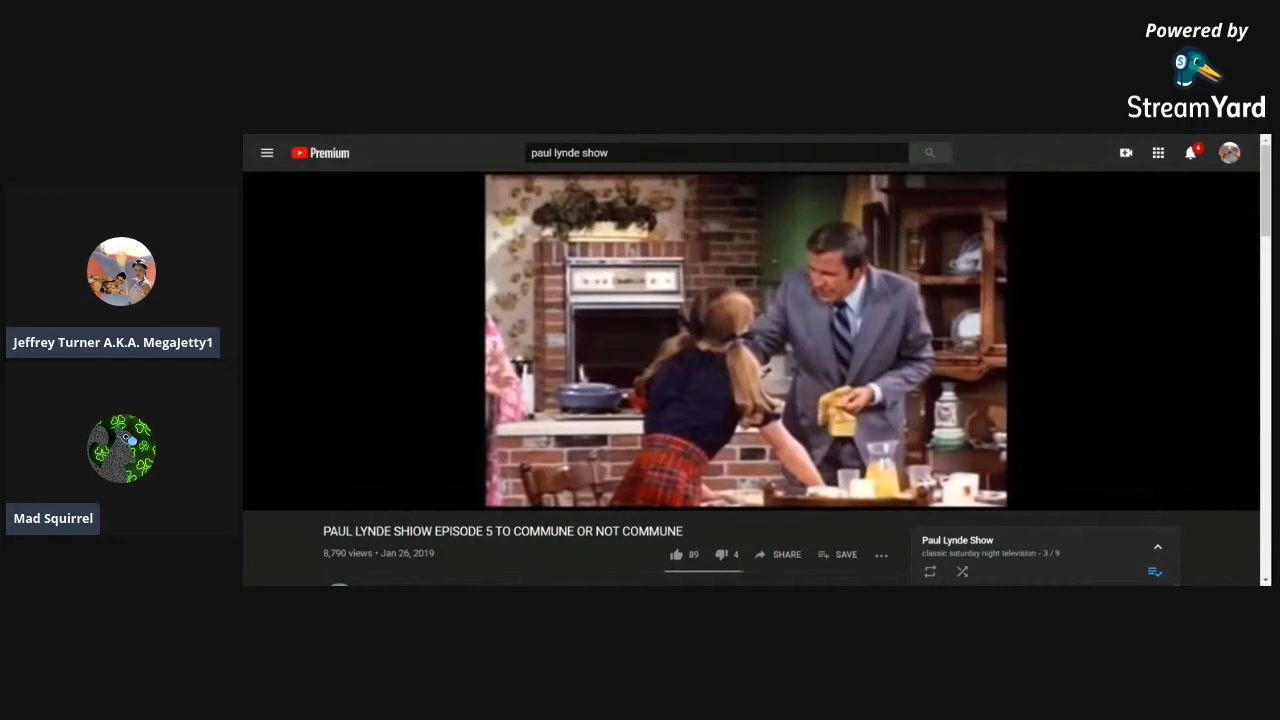 Powered by
StreamYard
Premium
paul lynde show
4
Jeffrey Turner A.K.A. MegaJetty1
Mad Squirrel
PAUL LYNDE SHIOW EPISODE 5 TO COMMUNE OR NOT COMMUNE
8,790 views • Jan 26, 2019
89
4
SHARE
SAVE
Paul Lynde Show
classic saturday night television - 3 / 9